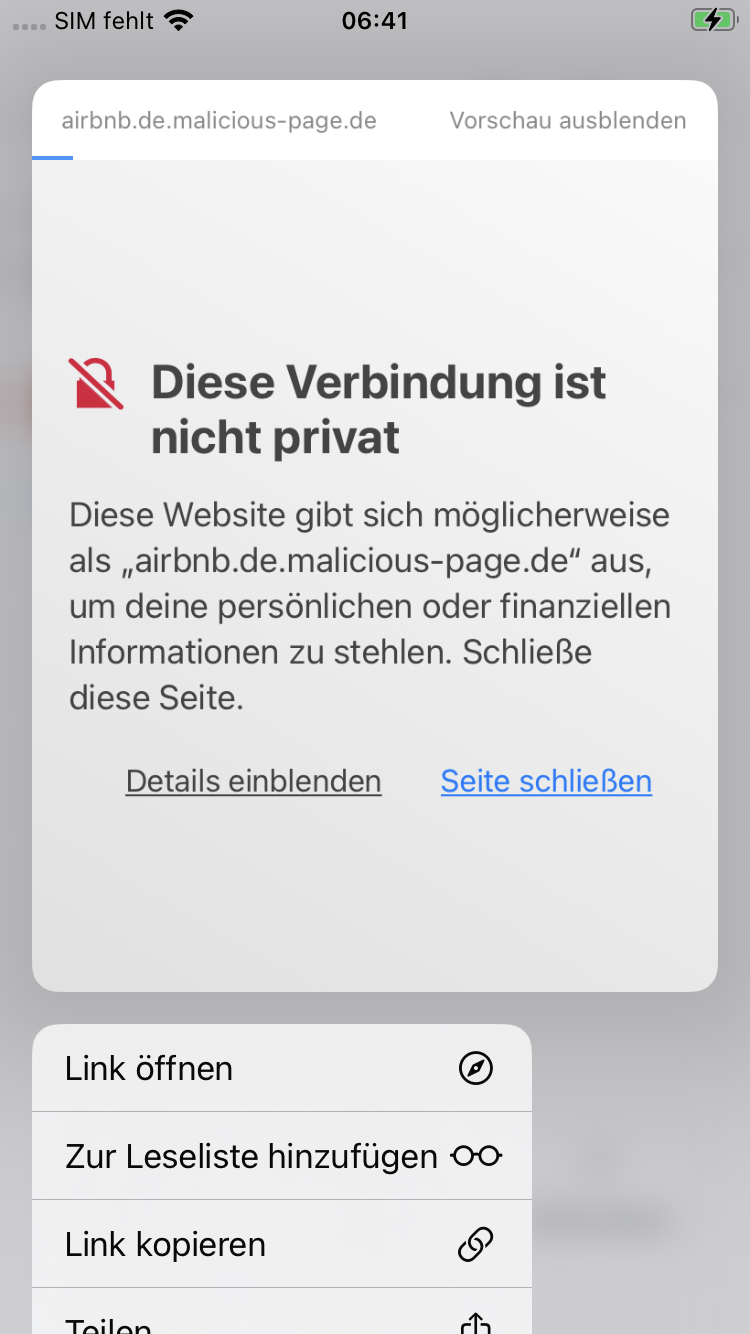 SIM fehlt 06:41
airbnb.de.malicious-page.de Vorschau ausblenden
Diese Verbindung ist
nicht privat
Diese Website gibt sich möglicherweise
als „airbnb.de.malicious-page.de“ aus,
um deine persönlichen oder finanziellen
Informationen zu stehlen. Schließe
diese Seite.
Details einblenden Seite schließen
Link öffnen
Zur Leseliste hinzufügen
Link kopieren
Teilen